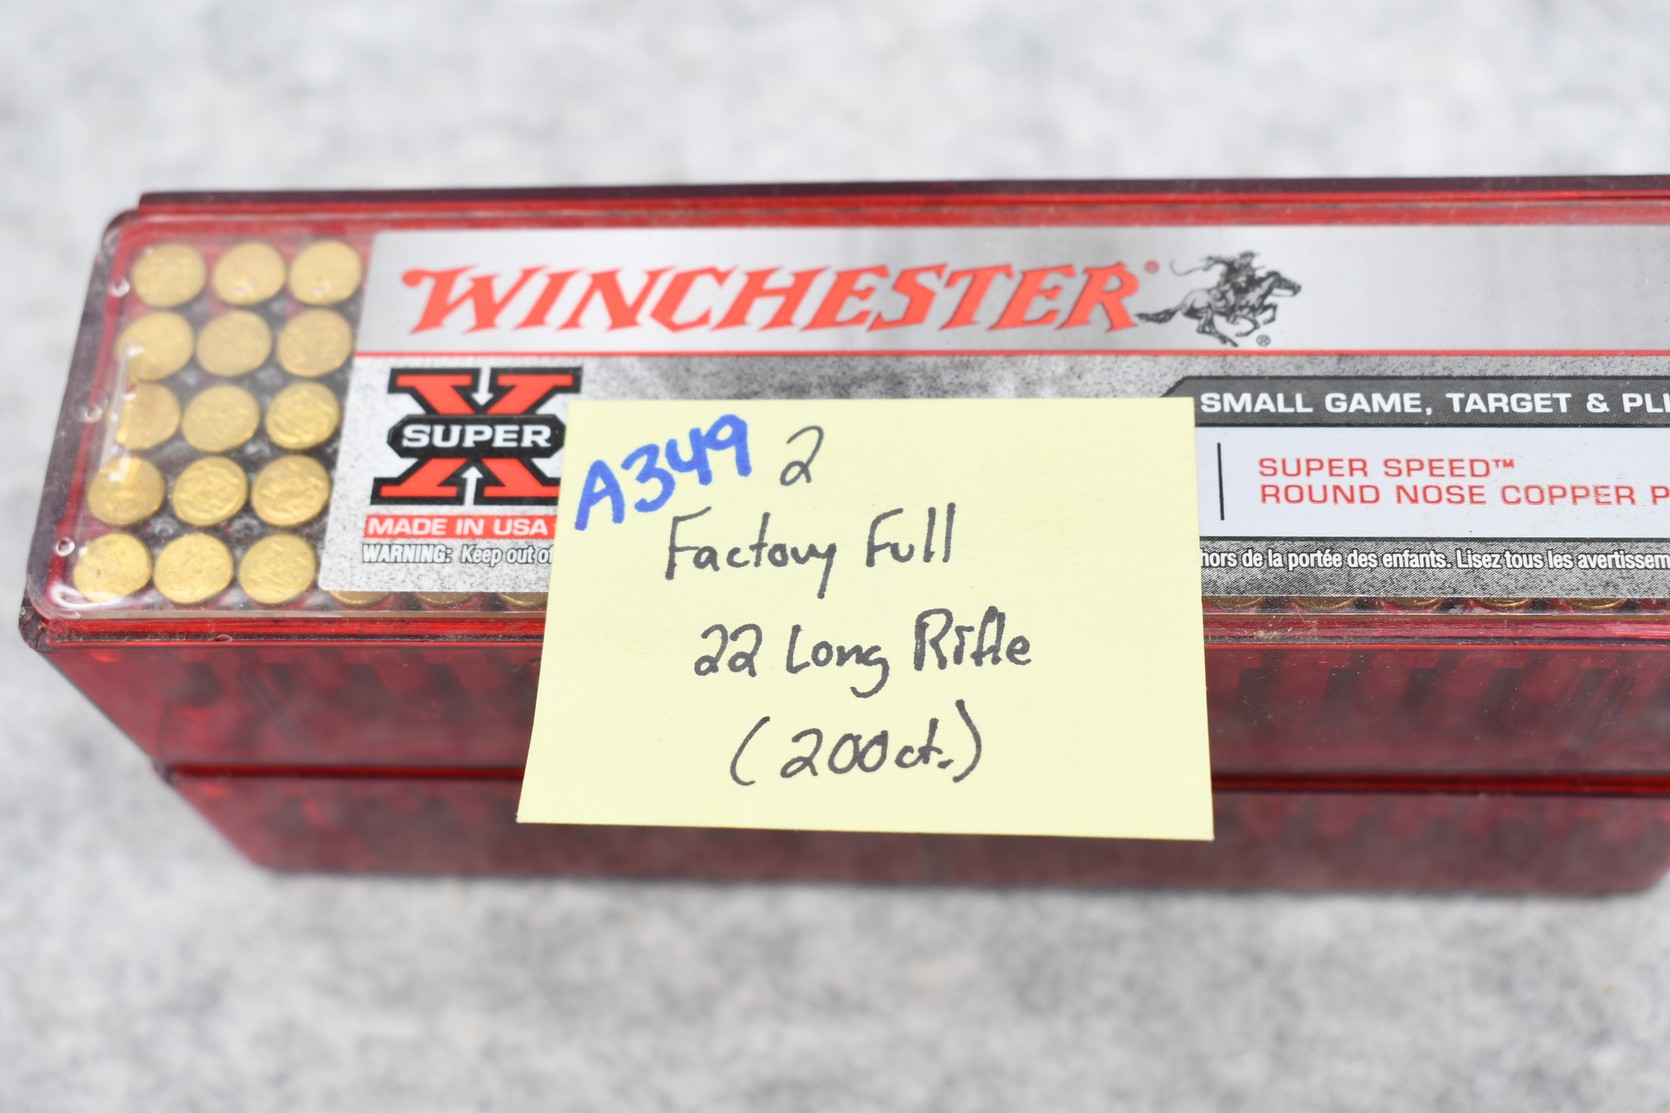 WINCHESTER®
®
X
SUPER
MADE IN USA
WARNING: Keep out of
SMALL GAME, TARGET & PLI
SUPER SPEED™
ROUND NOSE COPPER P
hors de la portée des enfants. Lisez tous les avertissem
A349 2
Factory Full
22 Long Rifle
(200ct.)